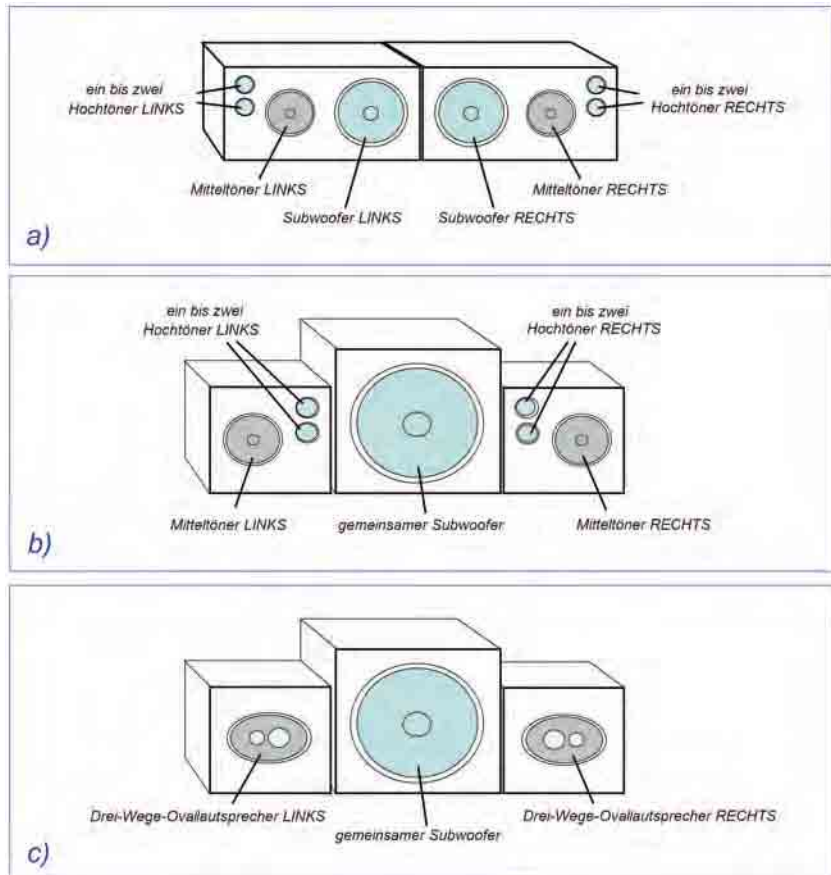 ein bis zwei
Hochtöner LINKS
ein bis zwei
Hochtöner RECHTS
Mitteltöner LINKS
Mitteltöner RECHTS
Subwoofer LINKS
Subwoofer RECHTS
a)
ein bis zwei
Hochtöner LINKS
ein bis zwei
Hochtöner RECHTS
Mitteltöner LINKS
gemeinsamer Subwoofer
Mitteltöner RECHTS
b)
Drei-Wege-Ovallautsprecher LINKS
Drei-Wege-Ovallautsprecher RECHTS
gemeinsamer Subwoofer
c)